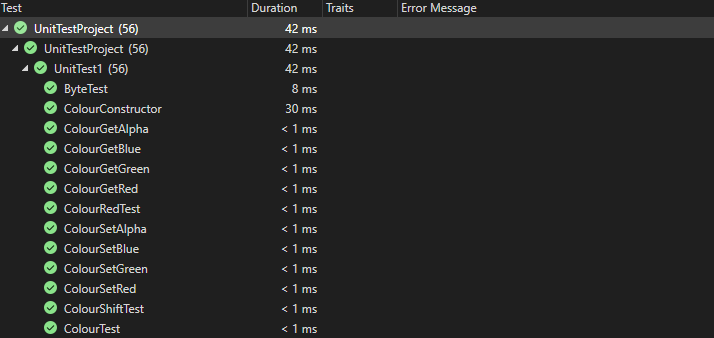 Test Duration Traits Error Message
UnitTestProject (56) 42 ms
UnitTestProject (56) 42 ms
UnitTest1 (56) 42 ms
ByteTest 8 ms
ColourConstructor 30 ms
ColourGetAlpha < 1 ms
ColourGetBlue < 1 ms
ColourGetGreen < 1 ms
ColourGetRed < 1 ms
ColourRedTest < 1 ms
ColourSetAlpha < 1 ms
ColourSetBlue < 1 ms
ColourSetGreen < 1 ms
ColourSetRed < 1 ms
ColourShiftTest < 1 ms
ColourTest < 1 ms